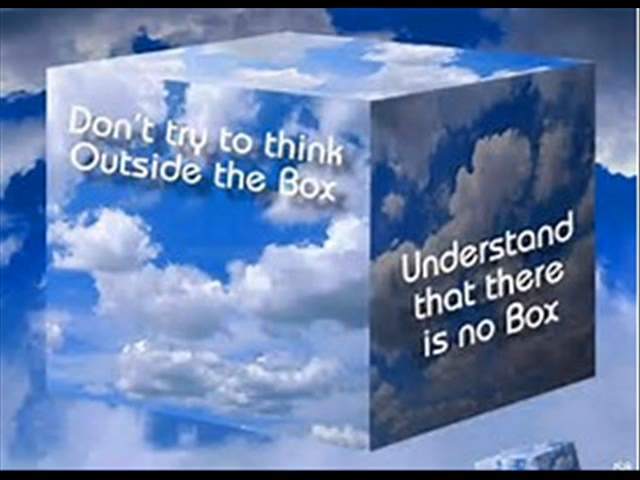 Don't try to think
Outside the Box
Understand
that there
is no Box